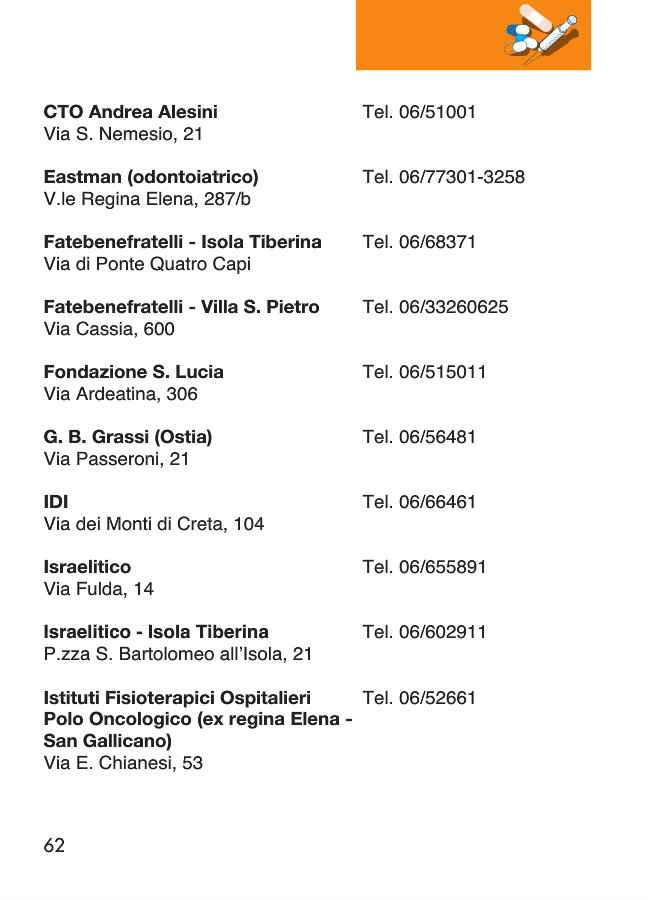 CTO Andrea Alesini Tel. 06/51001
Via S. Nemesio, 21
Eastman (odontoiatrico) Tel. 06/77301-3258
V.le Regina Elena, 287/b
Fatebenefratelli - Isola Tiberina Tel. 06/68371
Via di Ponte Quatro Capi
Fatebenefratelli - Villa S. Pietro Tel. 06/33260625
Via Cassia, 600
Fondazione S. Lucia Tel. 06/515011
Via Ardeatina, 306
G. B. Grassi (Ostia) Tel. 06/56481
Via Passeroni, 21
IDI Tel. 06/66461
Via dei Monti di Creta, 104
Israelitico Tel. 06/655891
Via Fulda, 14
Israelitico - Isola Tiberina Tel. 06/602911
P.zza S. Bartolomeo all’Isola, 21
Istituti Fisioterapici Ospitalieri Tel. 06/52661
Polo Oncologico (ex regina Elena -
San Gallicano)
Via E. Chianesi, 53
62